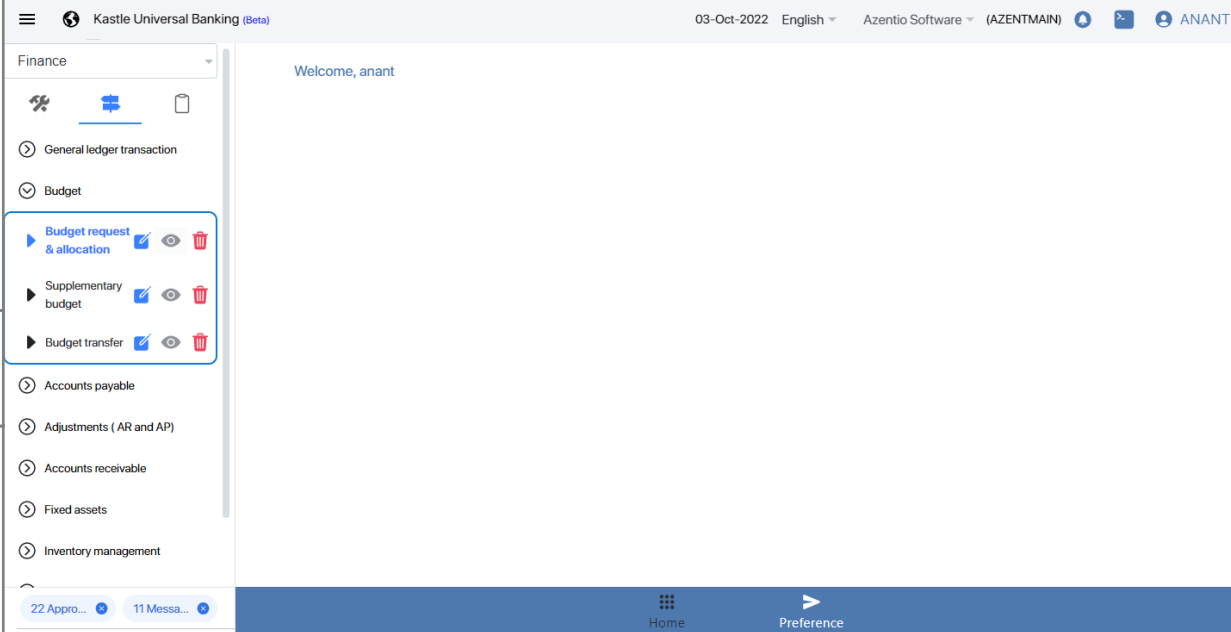 Kastle Universal Banking (Beta)
03-Oct-2022 English Azentio Software (AZENTMAIN) ANANT
Finance
Welcome, anant
General ledger transaction
Budget
Budget request
& allocation
Supplementary
budget
Budget transfer
Accounts payable
Adjustments ( AR and AP)
Accounts receivable
Fixed assets
Inventory management
22 Appro...
11 Messa...
Home
Preference